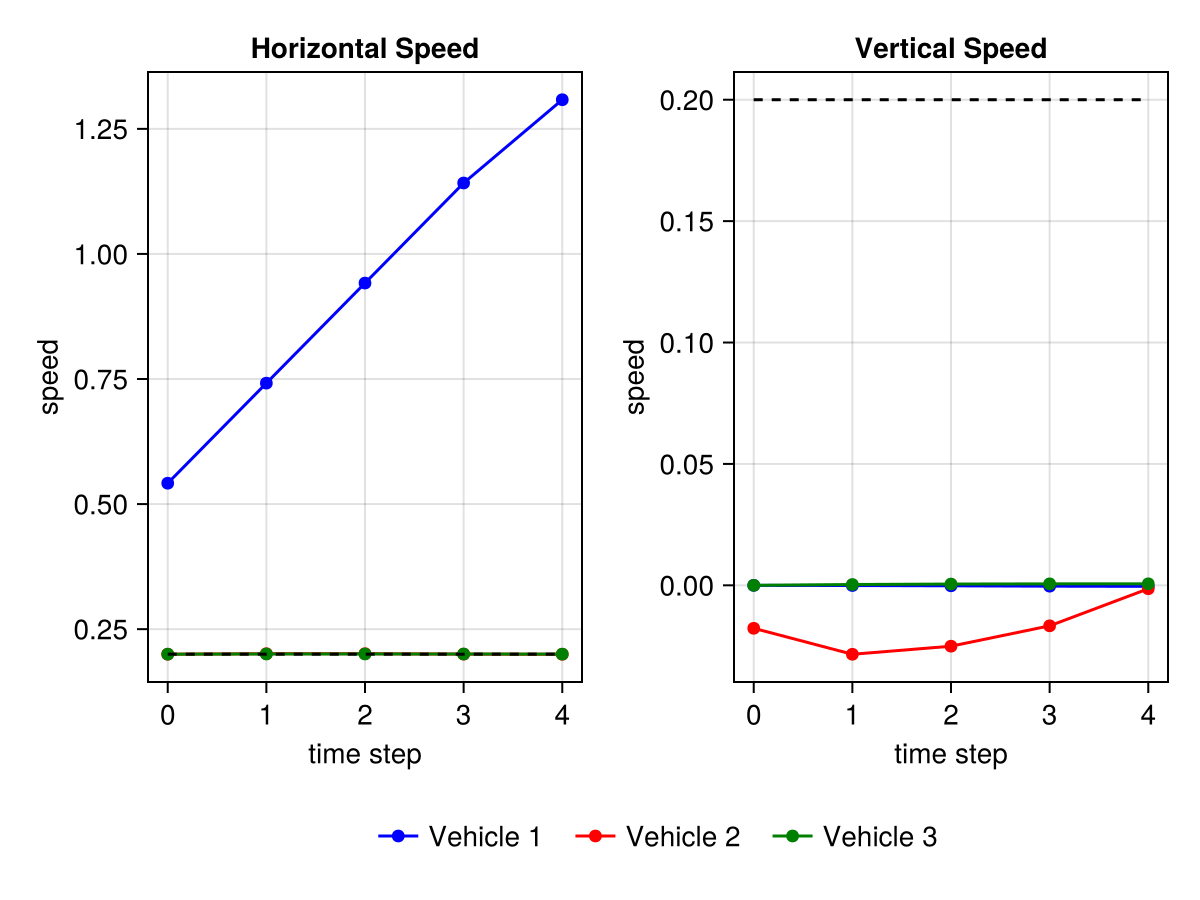 Horizontal Speed
speed
1.25
1.00
0.75
0.50
0.25
0 1 2 3 4
time step
Vertical Speed
speed
0.20
0.15
0.10
0.05
0.00
0 1 2 3 4
time step
Vehicle 1 Vehicle 2 Vehicle 3